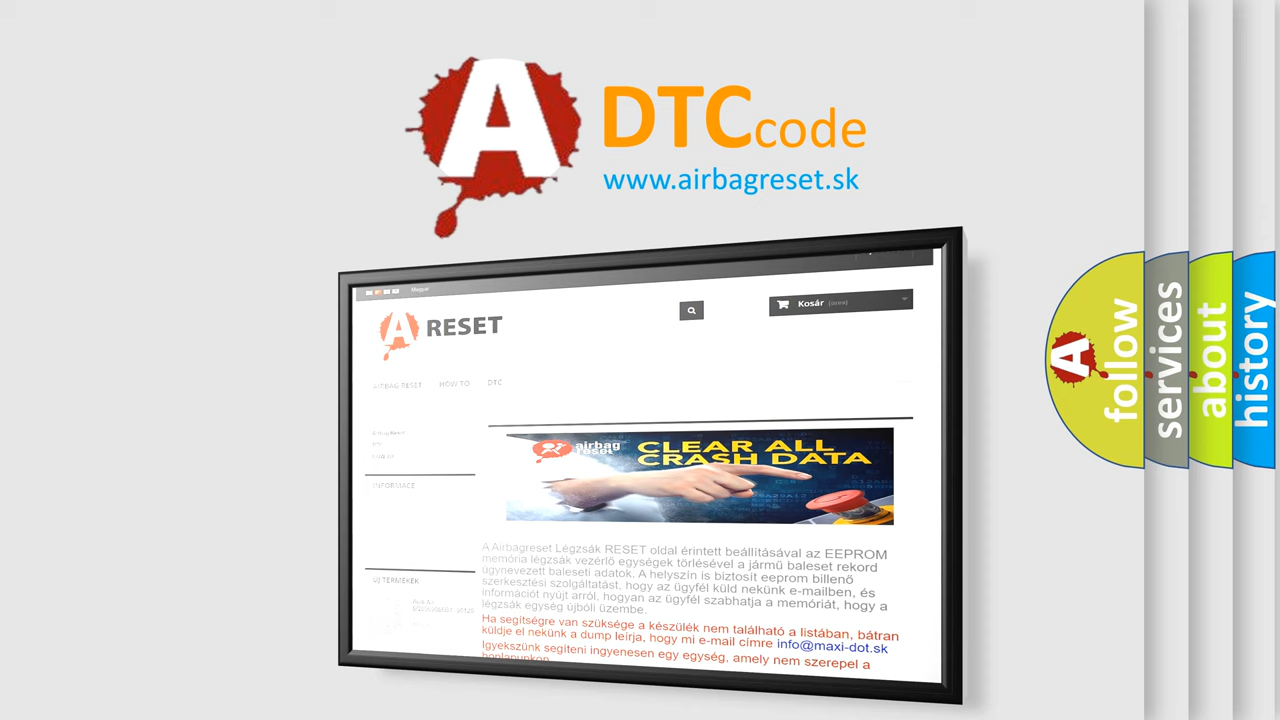 A
DTC code
www.airbagreset.sk
Magyar
A RESET
Kosár (üres)
AIRBAG RESET HOW TO DTC
INFORMACE
ÚJ TERMÉKEK
airbag
reset
CLEAR ALL
CRASH DATA
A Airbagreset Légzsák RESET oldal érintett beállításával az EEPROM
memória légzsák vezérlő egységek törlésével a jármű baleset rekord
úgynevezett baleseti adatok. A helyszín is biztosít eeprom billenő
szerkesztési szolgáltatást, hogy az ügyfél küld nekünk e-mailben, és
információt nyújt arról, hogyan az ügyfél szabhatja a memóriát, hogy a
légzsák egység újbóli üzembe.
Ha segítségre van szüksége a készülék nem található a listában, bátran
küldje el nekünk a dump leírja, hogy mi e-mail címre info@maxi-dot.sk
Igyekszünk segíteni ingyenesen egy egység, amely nem szerepel a
honlapunkon
A
follow
services
about
history